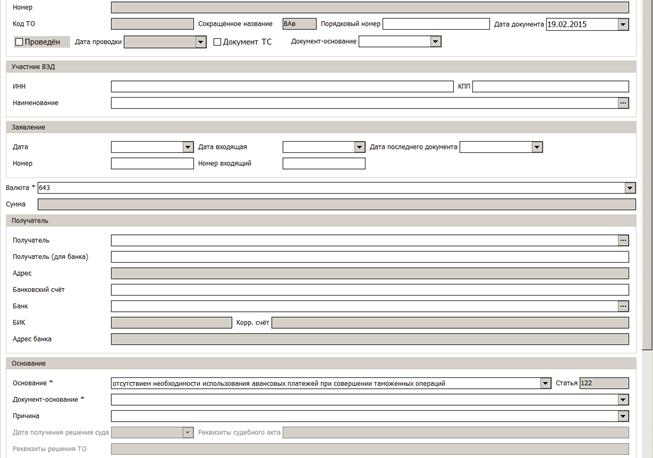 Номер
Код ТО Сокращённое название ВАв Порядковый номер Дата документа 19.02.2015
Проведён Дата проводки Документ ТС Документ-основание
Участник ВЭД
ИНН КПП
Наименование ...
Заявление
Дата Дата входящая Дата последнего документа
Номер Номер входящий
Валюта * 643
Сумма
Получатель
Получатель ...
Получатель (для банка)
Адрес
Банковский счёт
Банк ...
БИК Корр. счёт
Адрес банка
Основание
Основание * отсутствием необходимости использования авансовых платежей при совершении таможенных операций Статья 122
Документ-основание *
Причина
Дата получения решения суда Реквизиты судебного акта
Реквизиты решения ТО